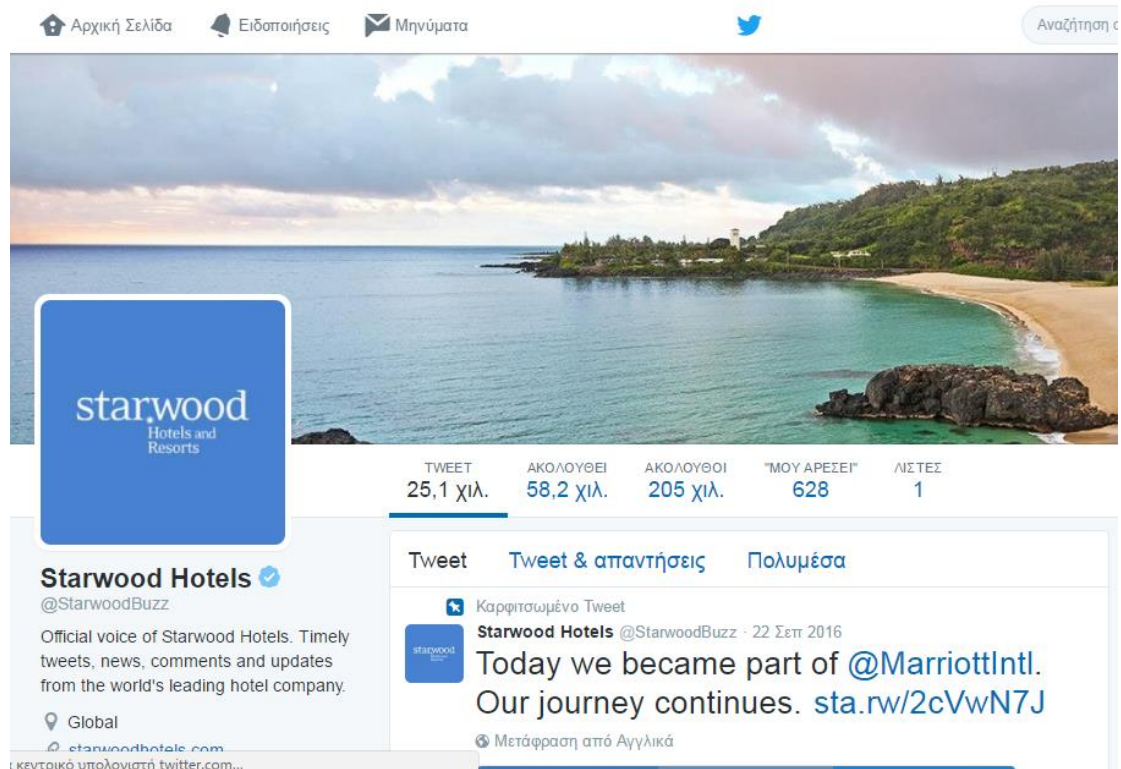 Αρχική Σελίδα Ειδοποιήσεις Μηνύματα Αναζήτηση
starwood
Hotels and
Resorts
TWEET ΑΚΟΛΟΥΘΕΙ ΑΚΟΛΟΥΘΟΙ "ΜΟΥ ΑΡΕΣΕΙ" ΛΙΣΤΕΣ
25,1 χιλ. 58,2 χιλ. 205 χιλ. 628 1
Tweet Tweet & απαντήσεις Πολυμέσα
Starwood Hotels
@StarwoodBuzz
Official voice of Starwood Hotels. Timely
tweets, news, comments and updates
from the world's leading hotel company.
Global
starwoodhotels.com
κεντρικό υπολογιστή twitter.com...
Καρφιτσωμένο Tweet
starwood
Starwood Hotels @StarwoodBuzz · 22 Σεπ 2016
Today we became part of @MarriottIntl.
Our journey continues. sta.rw/2cVwN7J
Μετάφραση από Αγγλικά